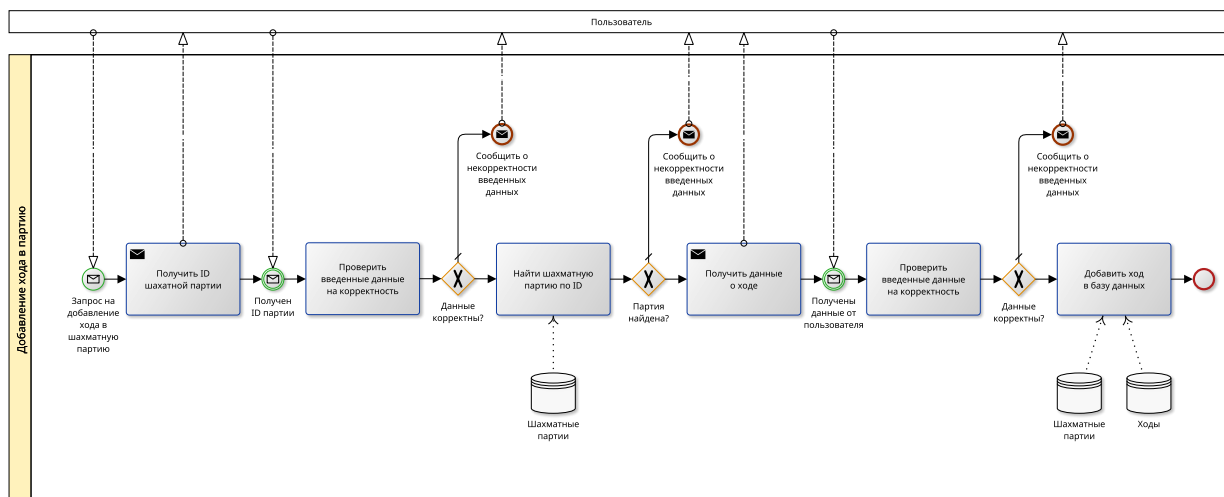 Пользователь
Добавление хода в партию
Сообщить о
некорректности
введенных
данных
Сообщить о
некорректности
введенных
данных
Сообщить о
некорректности
введенных
данных
Запрос на
добавление
хода в
шахматную
партию
Получить ID
шахатной партии
Получен
ID партии
Проверить
введенные данные
на корректность
Данные
корректны?
Найти шахматную
партию по ID
Партия
найдена?
Получить данные
о ходе
Получены
данные от
пользователя
Проверить
введенные данные
на корректность
Данные
корректны?
Добавить ход
в базу данных
Шахматные
партии
Шахматные
партии
Ходы